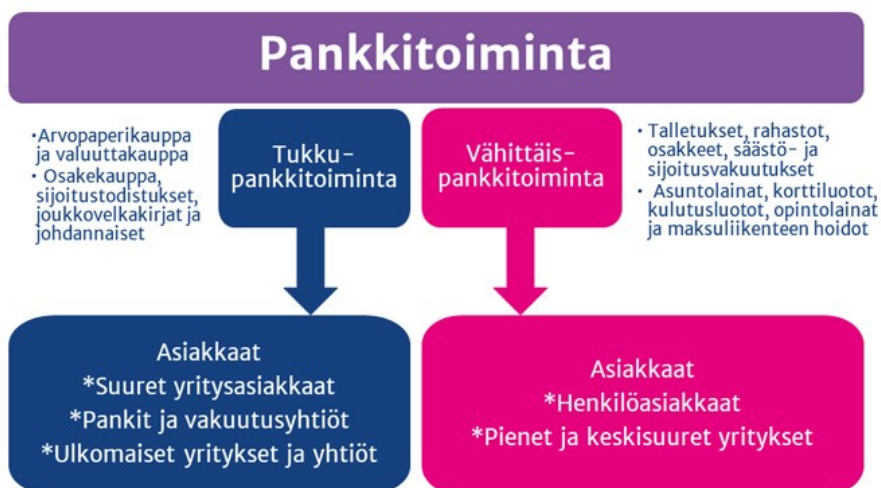 Pankkitoiminta
•Arvopaperikauppa
ja valuuttakauppa
• Osakekauppa,
sijoitustodistukset,
joukkovelkakirjat ja
johdannaiset
Tukku-
pankkitoiminta
Vähittäis-
pankkitoiminta
• Talletukset, rahastot,
osakkeet, säästö- ja
sijoitusvakuutukset
• Asuntolainat, korttiluotot,
kulutusluotot, opintolainat
ja maksuliikenteen hoidot
Asiakkaat
*Suuret yritysasiakkaat
*Pankit ja vakuutusyhtiöt
*Ulkomaiset yritykset ja yhtiöt
Asiakkaat
*Henkilöasiakkaat
*Pienet ja keskisuuret yritykset